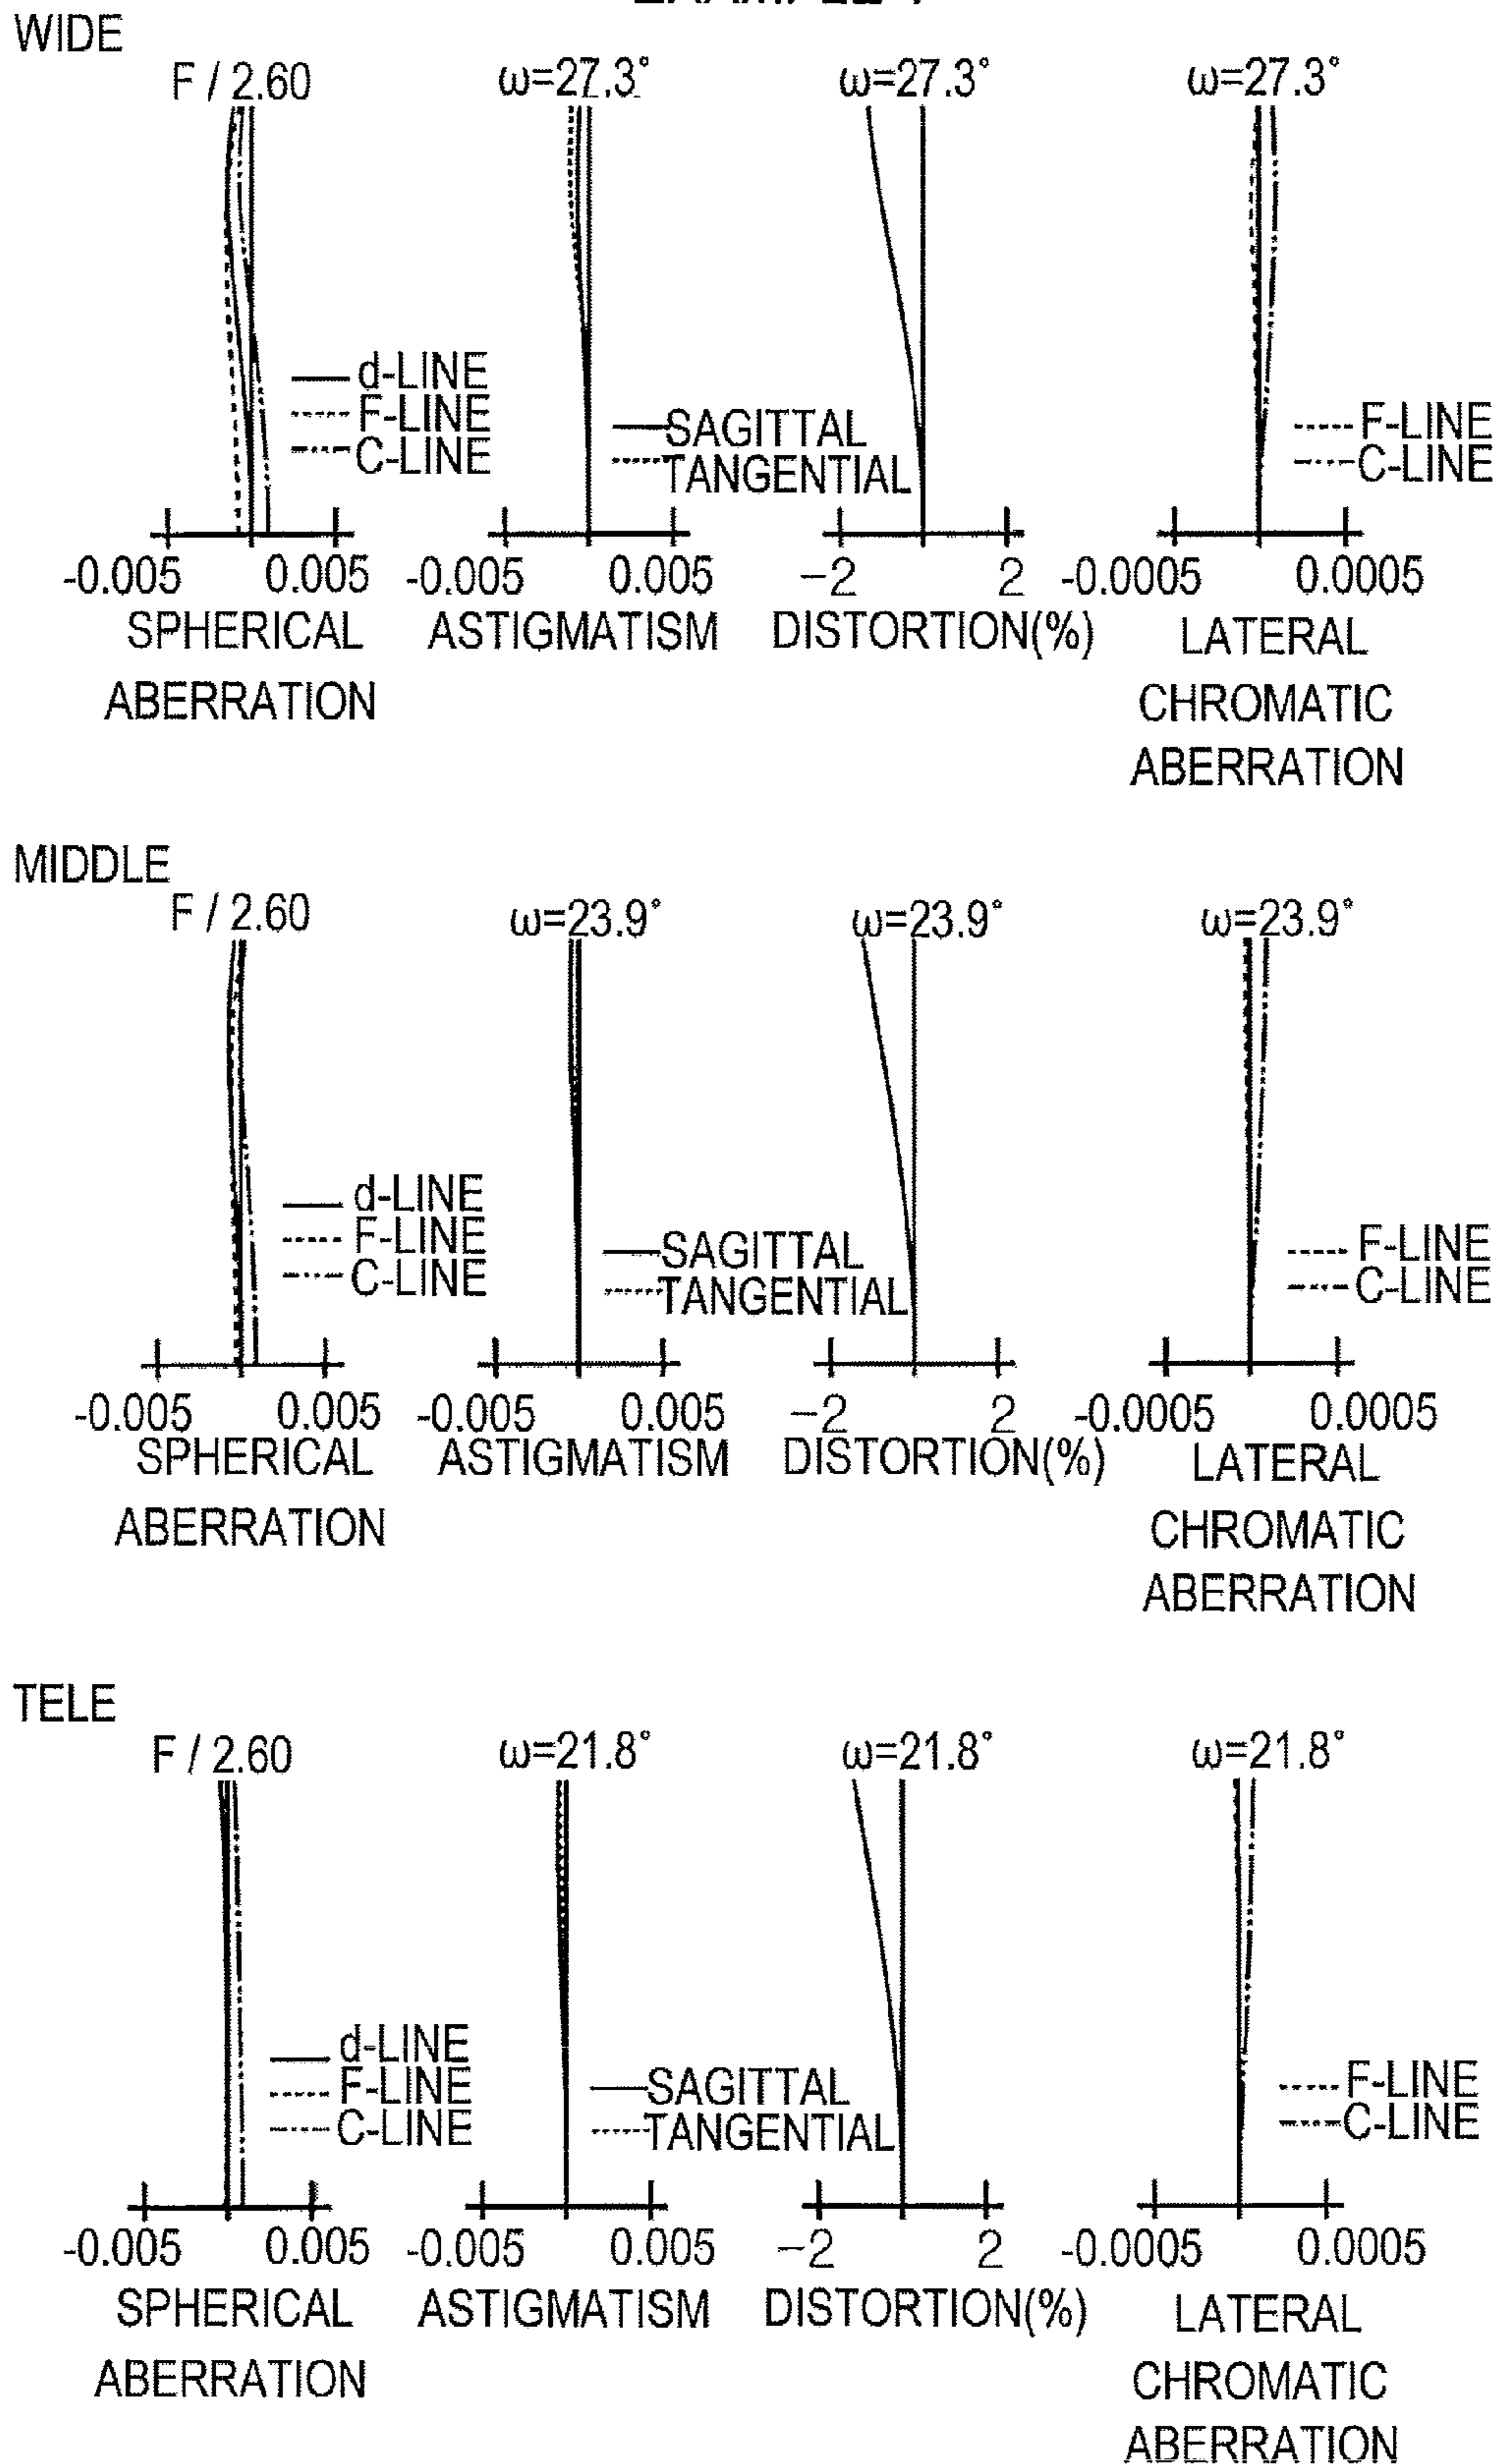 WIDE
F / 2.60 ω=27.3° ω=27.3° ω=27.3°
d-LINE
F-LINE
C-LINE
SAGITTAL
TANGENTIAL
F-LINE
C-LINE
-0.005 0.005 -0.005 0.005 −2 2 -0.0005 0.0005
SPHERICAL ABERRATION
ASTIGMATISM
DISTORTION(%)
LATERAL
CHROMATIC
ABERRATION
MIDDLE
F / 2.60 ω=23.9° ω=23.9° ω=23.9°
d-LINE
F-LINE
C-LINE
SAGITTAL
TANGENTIAL
F-LINE
C-LINE
-0.005 0.005 -0.005 0.005 −2 2 -0.0005 0.0005
SPHERICAL
ABERRATION
ASTIGMATISM
DISTORTION(%)
LATERAL
CHROMATIC
ABERRATION
TELE
F / 2.60 ω=21.8° ω=21.8° ω=21.8°
d-LINE
F-LINE
C-LINE
SAGITTAL
TANGENTIAL
F-LINE
C-LINE
-0.005 0.005 -0.005 0.005 −2 2 -0.0005 0.0005
SPHERICAL
ABERRATION
ASTIGMATISM
DISTORTION(%)
LATERAL
CHROMATIC
ABERRATION